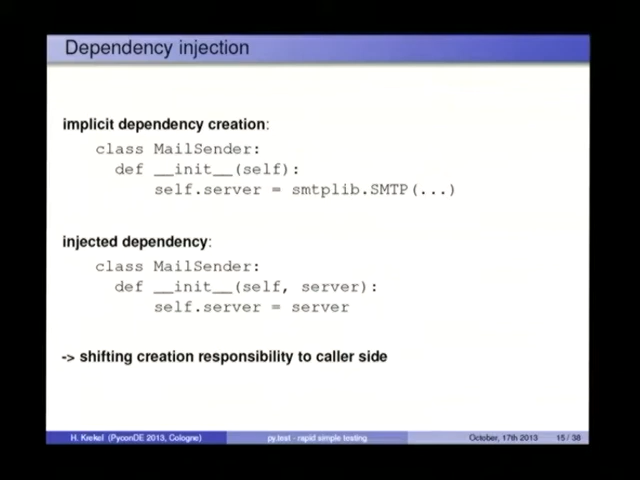 Dependency injection
implicit dependency creation:
class MailSender:
def __init__(self):
self.server = smtplib.SMTP(...)
injected dependency:
class MailSender:
def __init__(self, server):
self.server = server
-> shifting creation responsibility to caller side
H. Krekel (PyconDE 2013, Cologne) py.test - rapid simple testing October, 17th 2013 15 / 38